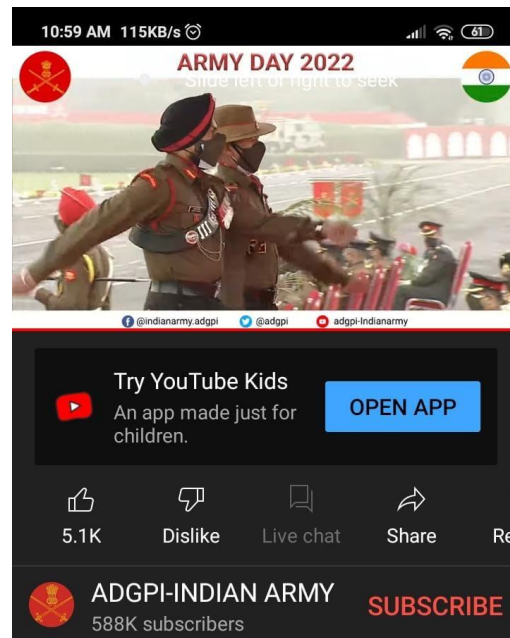 10:59 AM 115KB/s
61
ARMY DAY 2022
Slide left or right to seek
@indianarmy.adgpi @adgpi adgpi-Indianarmy
Try YouTube Kids
An app made just for
children.
OPEN APP
5.1K Dislike Live chat Share Re
ADGPI-INDIAN ARMY
588K subscribers
SUBSCRIBE